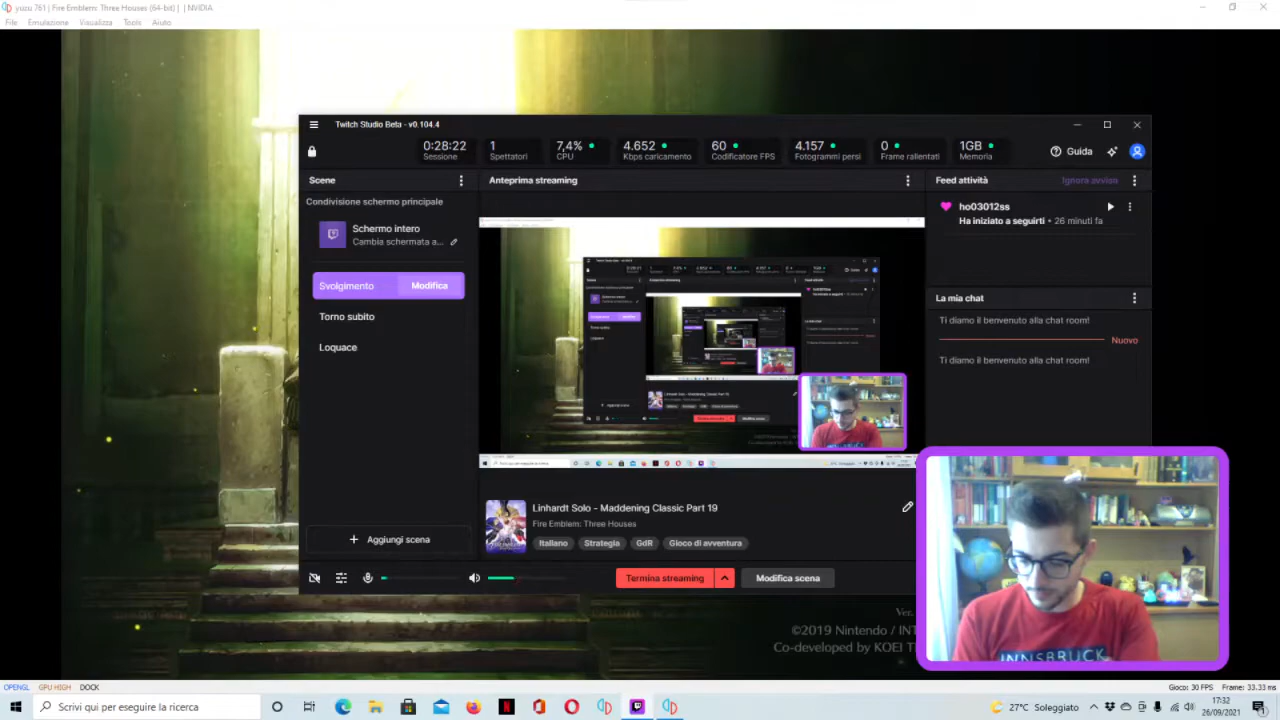 yuzu 761 | Fire Emblem: Three Houses (64-bit) | | NVIDIA
File Emulazione Visualizza Tools Aiuto
Twitch Studio Beta - v0.104.4
0:28:22 1 7,4% 4.652 60 4.157 0 1GB
Sessione Spettatori CPU Kbps caricamento Codificatore FPS Fotogrammi persi Frame rallentati Memoria
Guida
Scene
Anteprima streaming
Feed attività Ignora avviso
Condivisione schermo principale
Schermo intero
Cambia schermata a...
Svolgimento Modifica
Torno subito
Loquace
Aggiungi scena
ho03012ss
Ha iniziato a seguirti • 26 minuti fa
La mia chat
Ti diamo il benvenuto alla chat room!
Nuovo
Ti diamo il benvenuto alla chat room!
Linhardt Solo - Maddening Classic Part 19
Fire Emblem: Three Houses
Italiano Strategia GdR Gioco di avventura
Termina streaming Modifica scena
Ver.
©2019 Nintendo / INT
Co-developed by KOEI TE
INNSBRUCK
OPENGL GPU HIGH DOCK
Gioco: 30 FPS Frame: 33.33 ms
Scrivi qui per eseguire la ricerca
27°C Soleggiato
17:32
26/09/2021